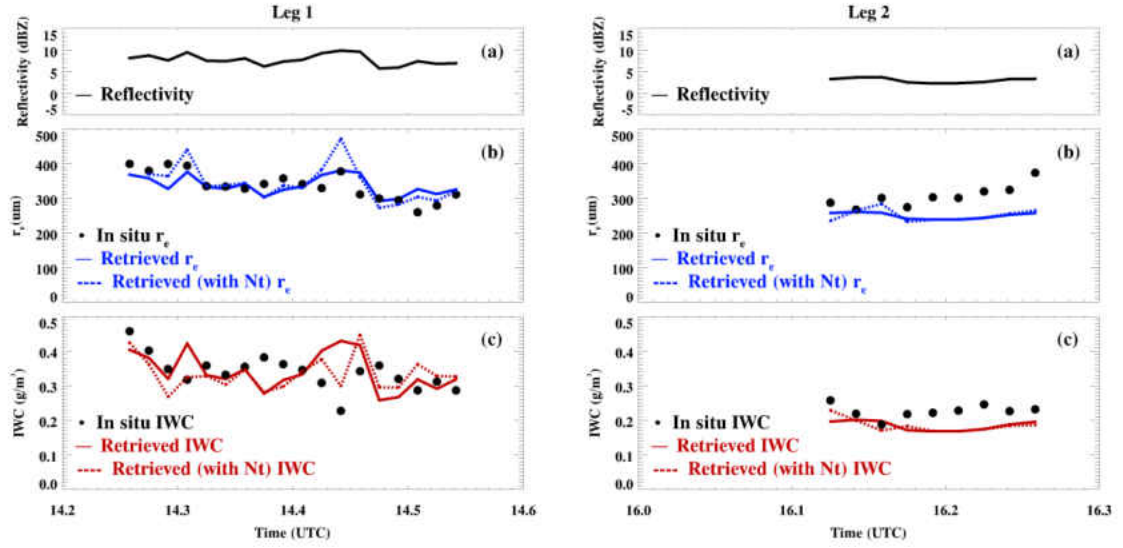 Leg 1
Reflectivity (dBZ)
15
10
5
0
-5
(a)
Reflectivity
rₑ(um)
500
400
300
200
100
0
(b)
In situ rₑ
Retrieved rₑ
Retrieved (with Nt) rₑ
IWC (g/m³)
0.5
0.4
0.3
0.2
0.1
0.0
(c)
In situ IWC
Retrieved IWC
Retrieved (with Nt) IWC
14.2
14.3
14.4
14.5
14.6
Time (UTC)
Leg 2
Reflectivity (dBZ)
15
10
5
0
-5
(a)
Reflectivity
rₑ(um)
500
400
300
200
100
0
(b)
In situ rₑ
Retrieved rₑ
Retrieved (with Nt) rₑ
IWC (g/m³)
0.5
0.4
0.3
0.2
0.1
0.0
(c)
In situ IWC
Retrieved IWC
Retrieved (with Nt) IWC
16.0
16.1
16.2
16.3
Time (UTC)